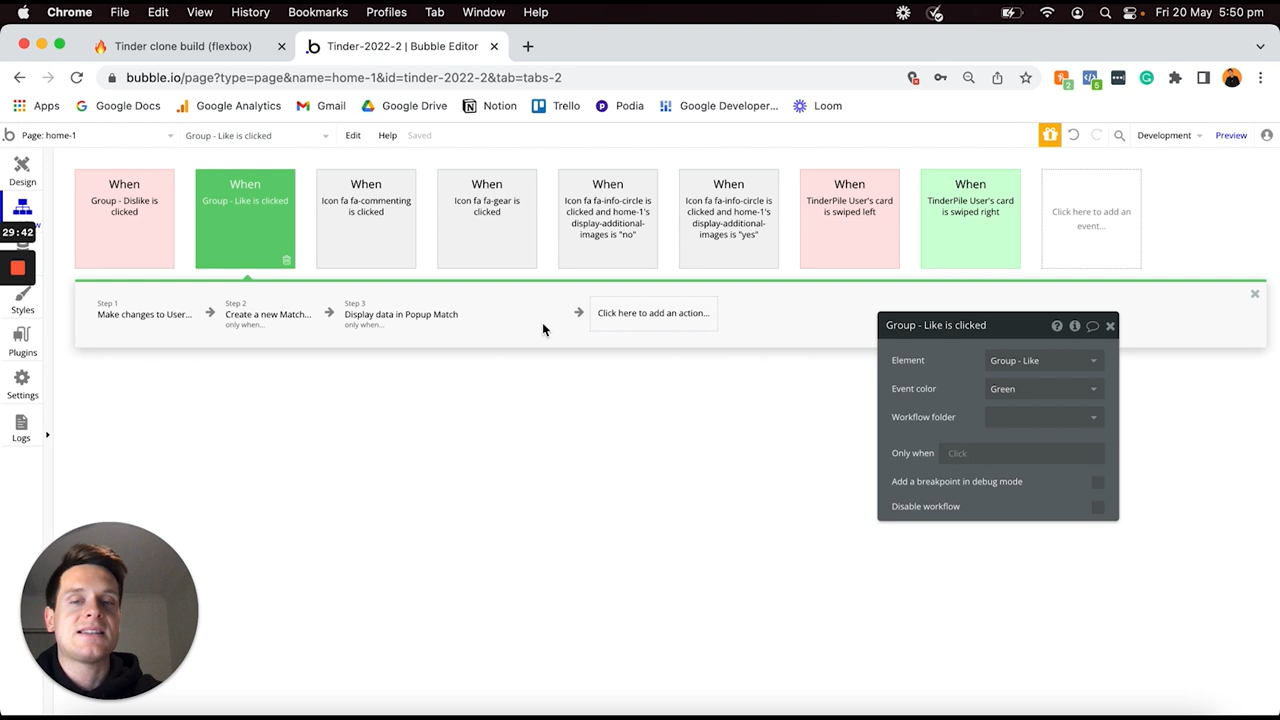 Chrome File Edit View History Bookmarks Profiles Tab Window Help Fri 20 May 5:50 pm
Tinder clone build (flexbox) Tinder-2022-2 | Bubble Editor
bubble.io/page?type=page&name=home-1&id=tinder-2022-2&tab=tabs-2
2 5
Apps Google Docs Google Analytics Gmail Google Drive Notion Trello Podia Google Developer... Loom
Page: home-1 Group - Like is clicked Edit Help Saved Development Preview
Design
29:42
Styles
Plugins
Settings
Logs
When
Group - Dislike is
clicked
When
Group - Like is clicked
When
Icon fa fa-commenting
is clicked
When
Icon fa fa-gear is
clicked
When
Icon fa fa-info-circle is
clicked and home-1's
display-additional-
images is "no"
When
Icon fa fa-info-circle is
clicked and home-1's
display-additional-
images is "yes"
When
TinderPile User's card
is swiped left
When
TinderPile User's card
is swiped right
Click here to add an
event...
Step 1
Make changes to User...
Step 2
Create a new Match...
only when...
Step 3
Display data in Popup Match
only when...
Click here to add an action...
Group - Like is clicked
Element Group - Like
Event color Green
Workflow folder
Only when Click
Add a breakpoint in debug mode
Disable workflow